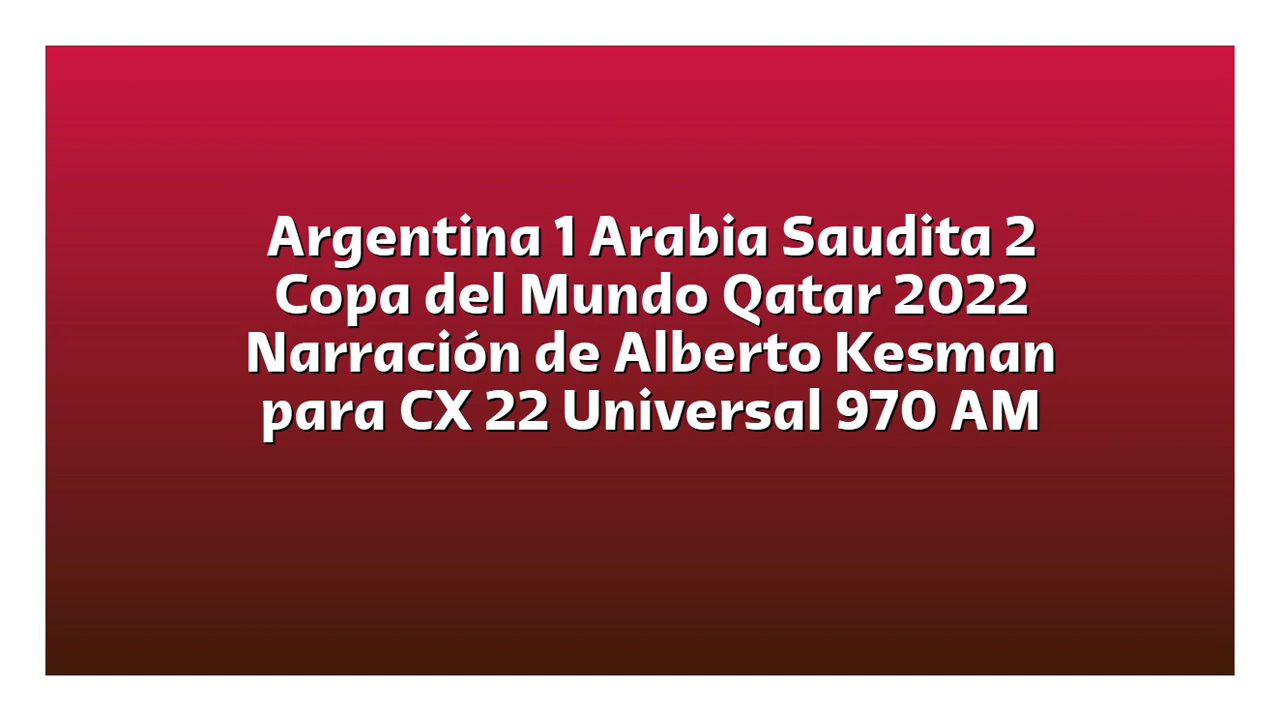 Argentina 1 Arabia Saudita 2
Copa del Mundo Qatar 2022
Narración de Alberto Kesman
para CX 22 Universal 970 AM